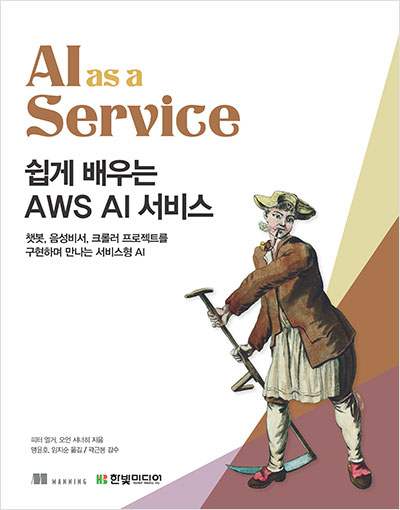 AI as a
Service
쉽게 배우는
AWS AI 서비스
챗봇, 음성비서, 크롤러 프로젝트를
구현하며 만나는 서비스형 AI
피터 엘거, 오언 섀너히 지음
맹윤호, 임지순 옮김 / 곽근봉 감수
MANNING
한빛미디어